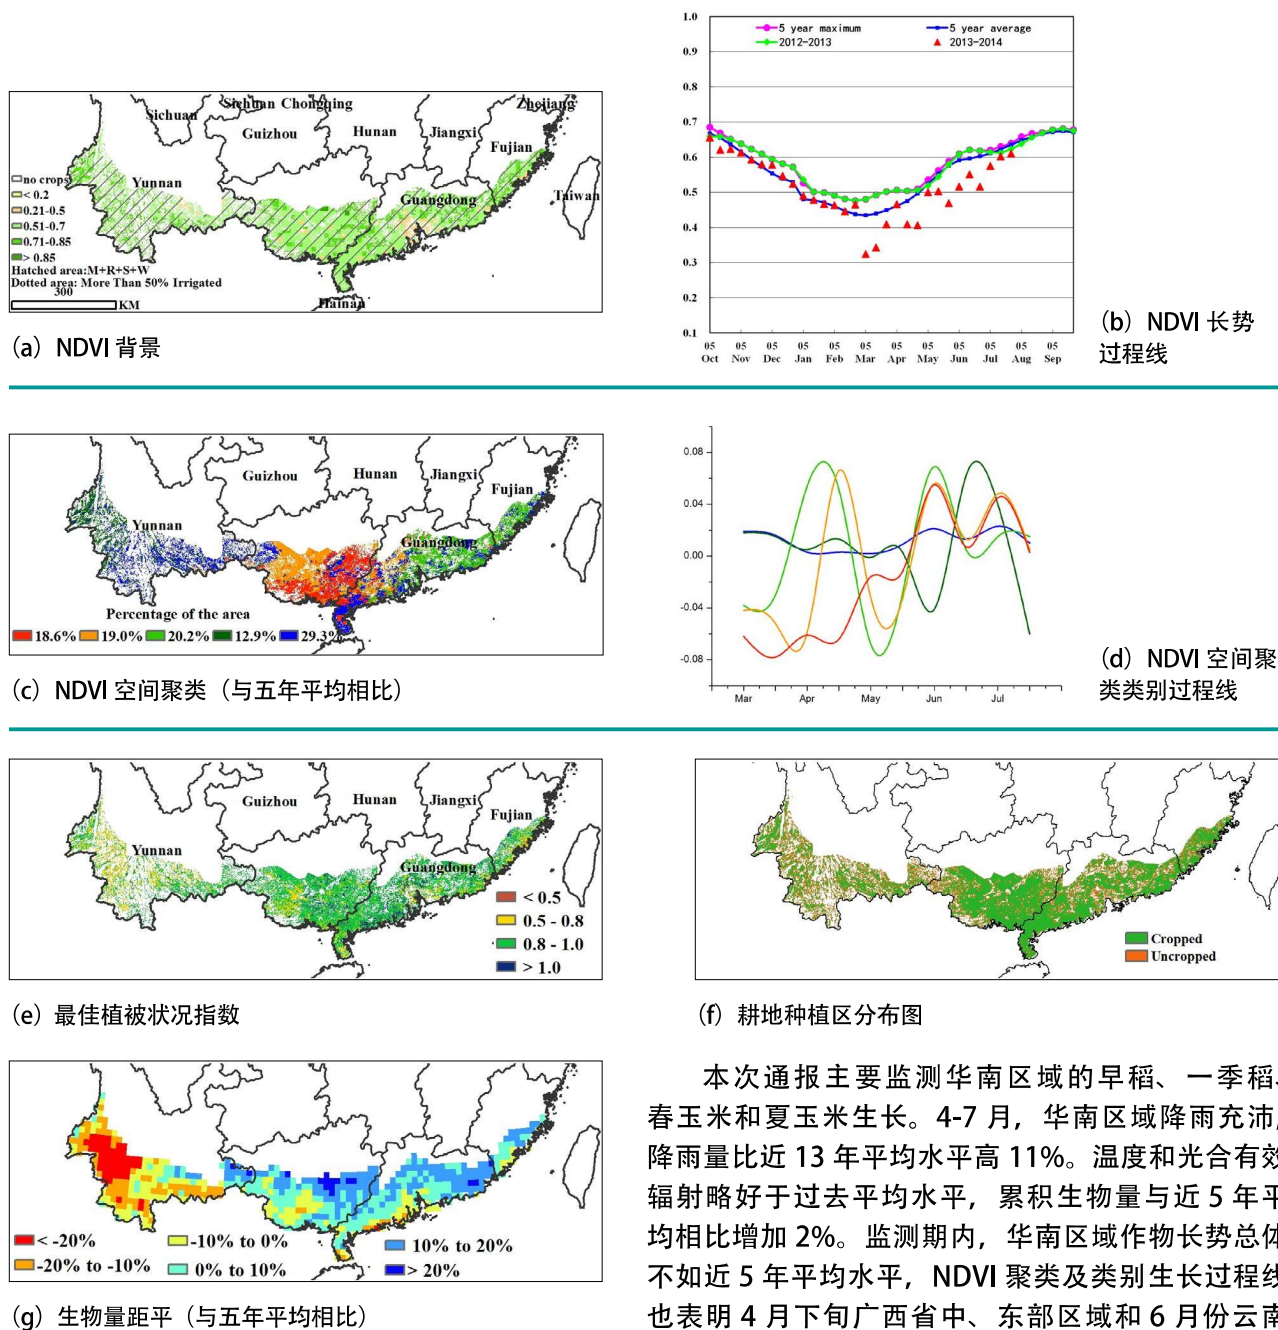 Sichuan
Sichuan Chongqing
Zhejiang
Guizhou
Hunan
Jiangxi
Fujian
Yunnan
Guangdong
Taiwan
Hainan
no crops
< 0.2
0.21-0.5
0.51-0.7
0.71-0.85
> 0.85
Hatched area:M+R+S+W
Dotted area: More Than 50% Irrigated
300
KM
(a) NDVI 背景
5 year maximum
5 year average
2012-2013
2013-2014
1.0
0.9
0.8
0.7
0.6
0.5
0.4
0.3
0.2
0.1
05 05 05 05 05 05 05 05 05 05 05 05
Oct Nov Dec Jan Feb Mar Apr May Jun Jul Aug Sep
(b) NDVI 长势
过程线
Guizhou
Hunan
Jiangxi
Fujian
Yunnan
Guangdong
Percentage of the area
18.6% 19.0% 20.2% 12.9% 29.3%
(c) NDVI 空间聚类（与五年平均相比）
0.08
0.04
0.00
-0.04
-0.08
Mar Apr May Jun Jul
(d) NDVI 空间聚
类类别过程线
Guizhou
Hunan
Jiangxi
Fujian
Yunnan
Guangdong
< 0.5
0.5 - 0.8
0.8 - 1.0
> 1.0
(e) 最佳植被状况指数
Cropped
Uncropped
(f) 耕地种植区分布图
< -20%
-20% to -10%
-10% to 0%
0% to 10%
10% to 20%
> 20%
(g) 生物量距平（与五年平均相比）
本次通报主要监测华南区域的早稻、一季稻、
春玉米和夏玉米生长。4-7 月，华南区域降雨充沛，
降雨量比近 13 年平均水平高 11%。温度和光合有效
辐射略好于过去平均水平，累积生物量与近 5 年平
均相比增加 2%。监测期内，华南区域作物长势总体
不如近 5 年平均水平，NDVI 聚类及类别生长过程线
也表明 4 月下旬广西省中、东部区域和 6 月份云南